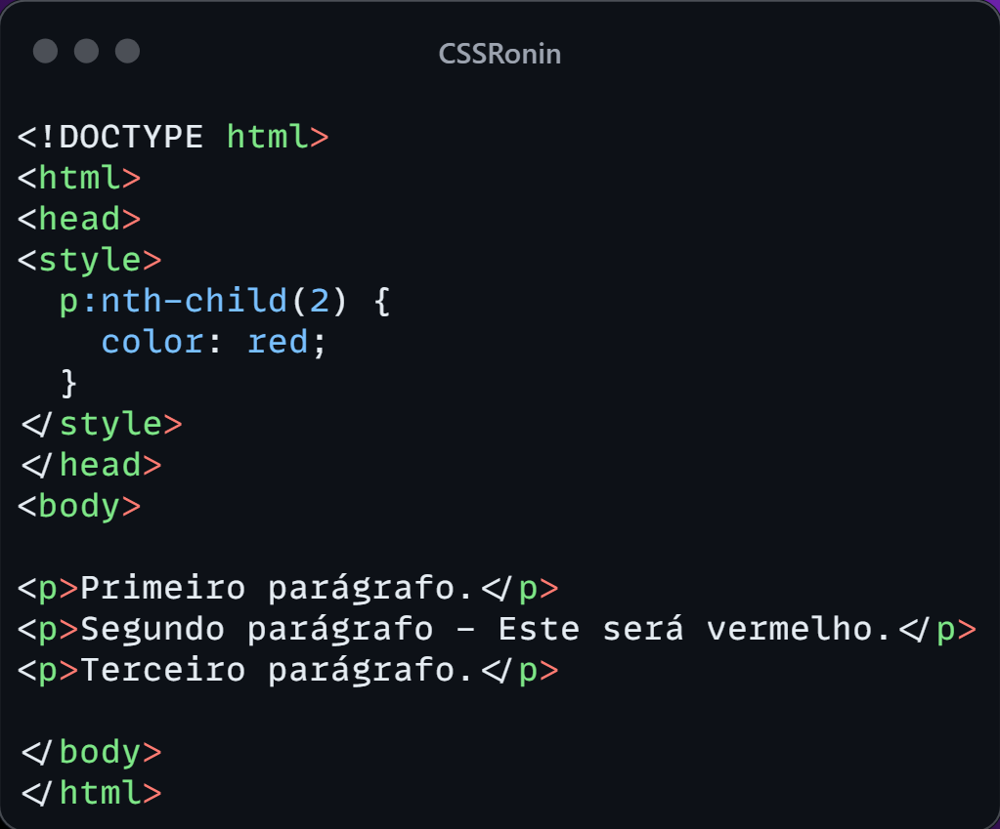 CSSRonin
<!DOCTYPE html>
<html>
<head>
<style>
  p:nth-child(2) {
    color: red;
  }
</style>
</head>
<body>
<p>Primeiro parágrafo.</p>
<p>Segundo parágrafo - Este será vermelho.</p>
<p>Terceiro parágrafo.</p>
</body>
</html>